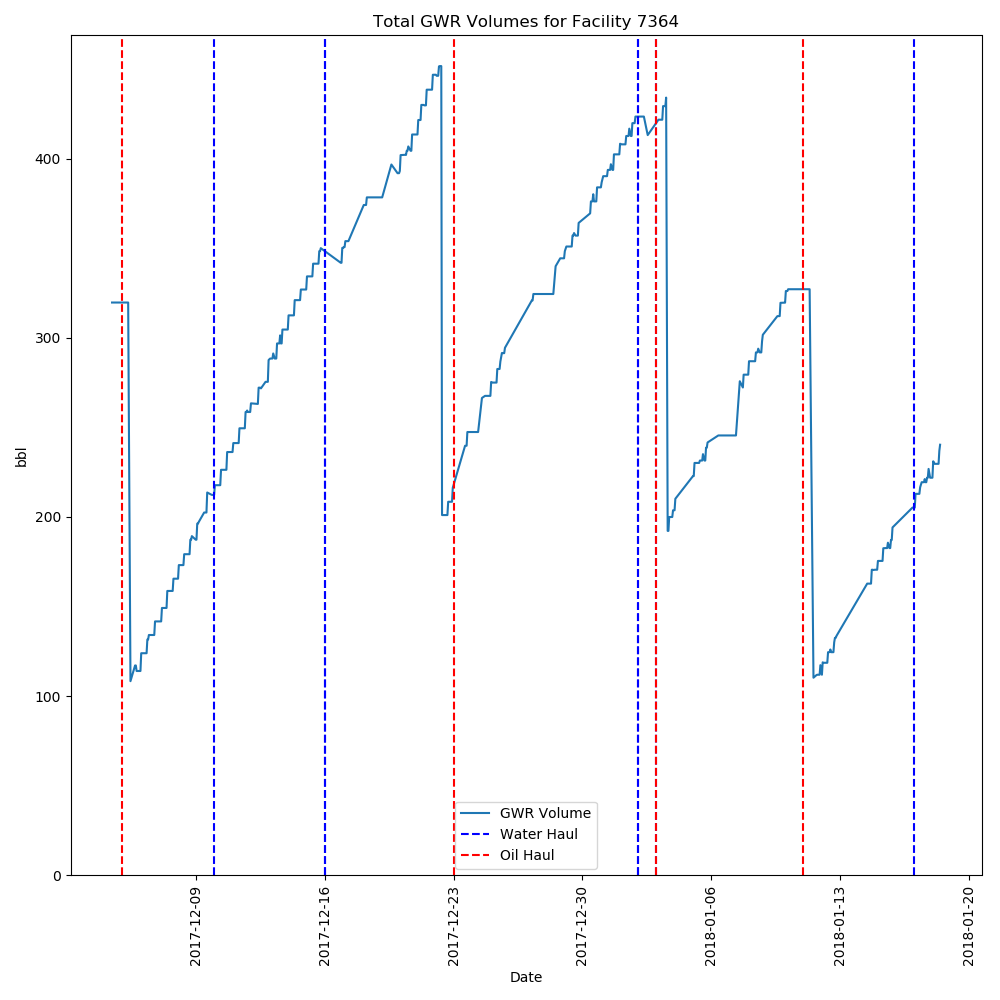 Total GWR Volumes for Facility 7364
bbl
400
300
200
100
0
GWR Volume
Water Haul
Oil Haul
2017-12-09
2017-12-16
2017-12-23
2017-12-30
2018-01-06
2018-01-13
2018-01-20
Date